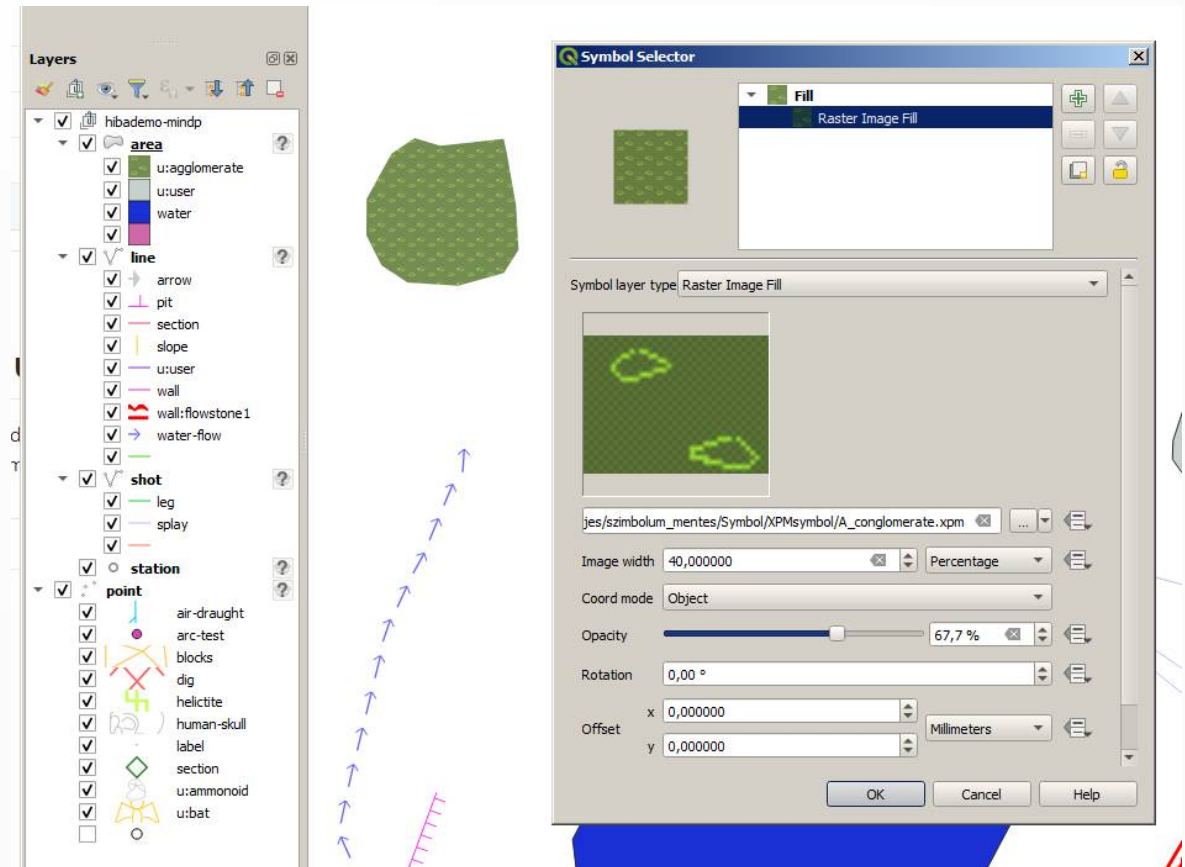 Layers
hibademo-mindp
area
?
u:agglomerate
u:user
water
line
?
arrow
pit
section
slope
u:user
wall
wall:flowstone1
water-flow
shot
?
leg
splay
station
?
point
?
air-draught
arc-test
blocks
dig
helictite
human-skull
label
section
u:ammonoid
u:bat
Symbol Selector
Fill
Raster Image Fill
Symbol layer type Raster Image Fill
jes/szimbolum_mentes/Symbol/XPMsymbol/A_conglomerate.xpm ...
Image width 40,000000 Percentage
Coord mode Object
Opacity 67,7 %
Rotation 0,00 °
Offset x 0,000000 Millimeters
y 0,000000
OK Cancel Help